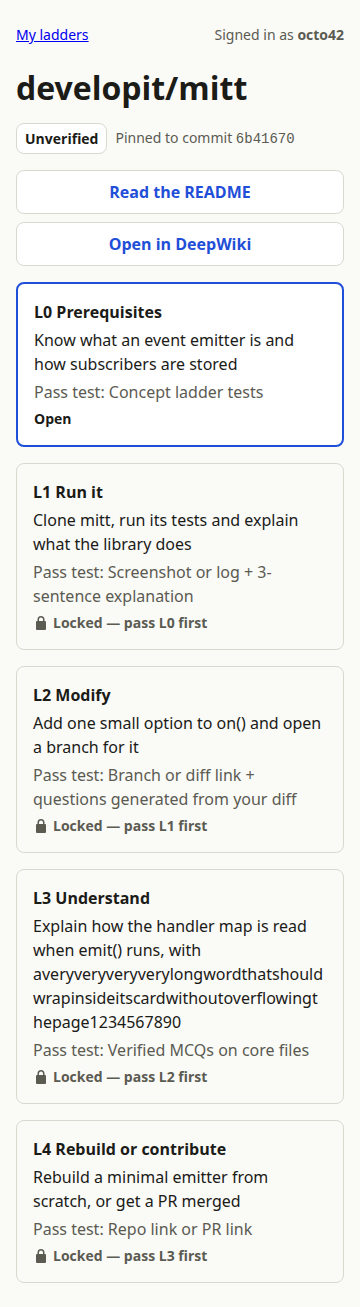 My ladders
Signed in as octo42
developit/mitt
Unverified
Pinned to commit 6b41670
Read the README
Open in DeepWiki
L0 Prerequisites
Know what an event emitter is and
how subscribers are stored
Pass test: Concept ladder tests
Open
L1 Run it
Clone mitt, run its tests and explain
what the library does
Pass test: Screenshot or log + 3-
sentence explanation
Locked — pass L0 first
L2 Modify
Add one small option to on() and open
a branch for it
Pass test: Branch or diff link +
questions generated from your diff
Locked — pass L1 first
L3 Understand
Explain how the handler map is read
when emit() runs, with
averyveryveryverylongwordthatshould
wrapinsideitscardwithoutoverflowingt
hepage1234567890
Pass test: Verified MCQs on core files
Locked — pass L2 first
L4 Rebuild or contribute
Rebuild a minimal emitter from
scratch, or get a PR merged
Pass test: Repo link or PR link
Locked — pass L3 first